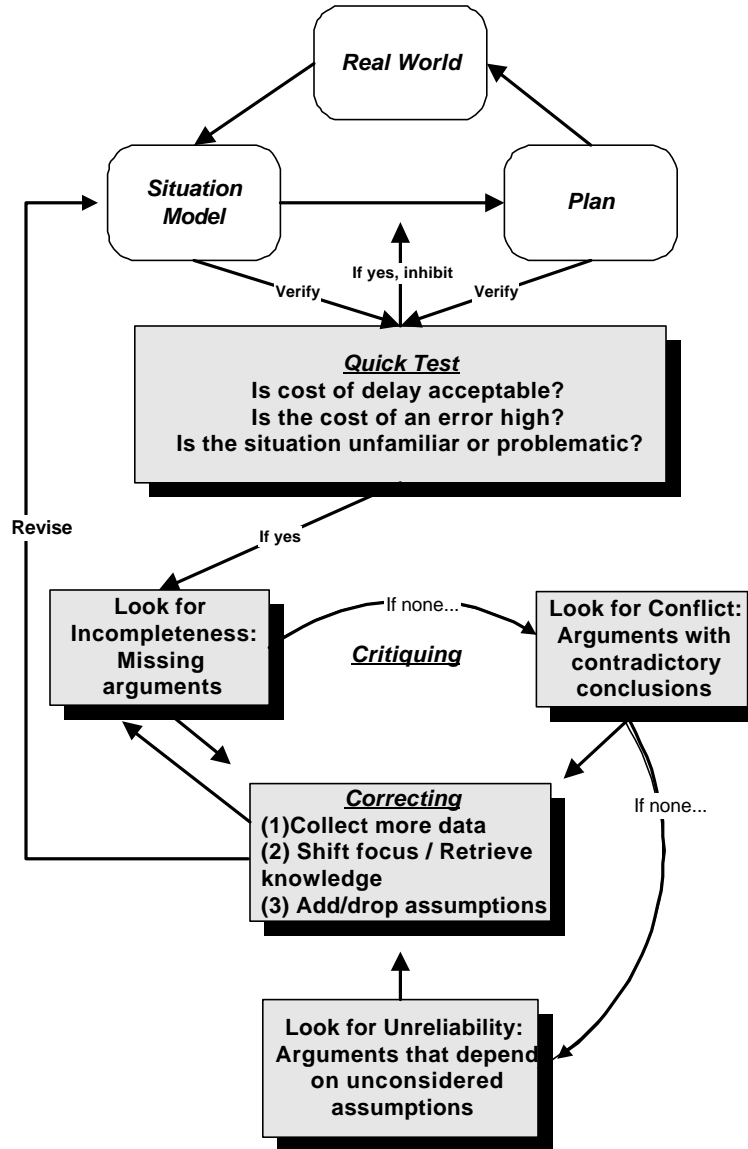 Real World
Situation
Model
Plan
If yes, inhibit
Verify
Verify
Quick Test
Is cost of delay acceptable?
Is the cost of an error high?
Is the situation unfamiliar or problematic?
Revise
If yes
Look for
Incompleteness:
Missing
arguments
If none...
Critiquing
Look for Conflict:
Arguments with
contradictory
conclusions
If none...
Correcting
(1)Collect more data
(2) Shift focus / Retrieve
knowledge
(3) Add/drop assumptions
Look for Unreliability:
Arguments that depend
on unconsidered
assumptions